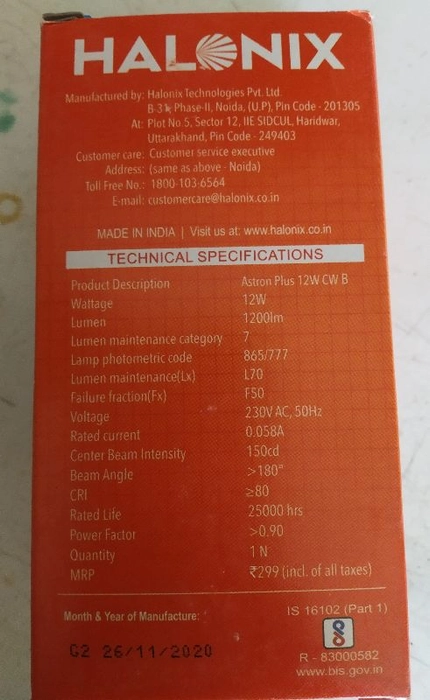 HALONIX
Manufactured by: Halonix Technologies Pvt. Ltd.
B-31, Phase-II, Noida, (U.P), Pin Code - 201305
At: Plot No.5, Sector 12, IIE SIDCUL, Haridwar,
Uttarakhand, Pin Code - 249403
Customer care: Customer service executive
Address: (same as above - Noida)
Toll Free No.: 1800-103-6564
E-mail: customercare@halonix.co.in
MADE IN INDIA | Visit us at: www.halonix.co.in
TECHNICAL SPECIFICATIONS
Product Description Astron Plus 12W CW B
Wattage 12W
Lumen 1200lm
Lumen maintenance category 7
Lamp photometric code 865/777
Lumen maintenance(Lx) L70
Failure fraction(Fx) F50
Voltage 230V AC, 50Hz
Rated current 0.058A
Center Beam Intensity 150cd
Beam Angle >180°
CRI ≥80
Rated Life 25000 hrs
Power Factor >0.90
Quantity 1 N
MRP ₹299 (incl. of all taxes)
Month & Year of Manufacture:
G2 26/11/2020
IS 16102 (Part 1)
R - 83000582
www.bis.gov.in